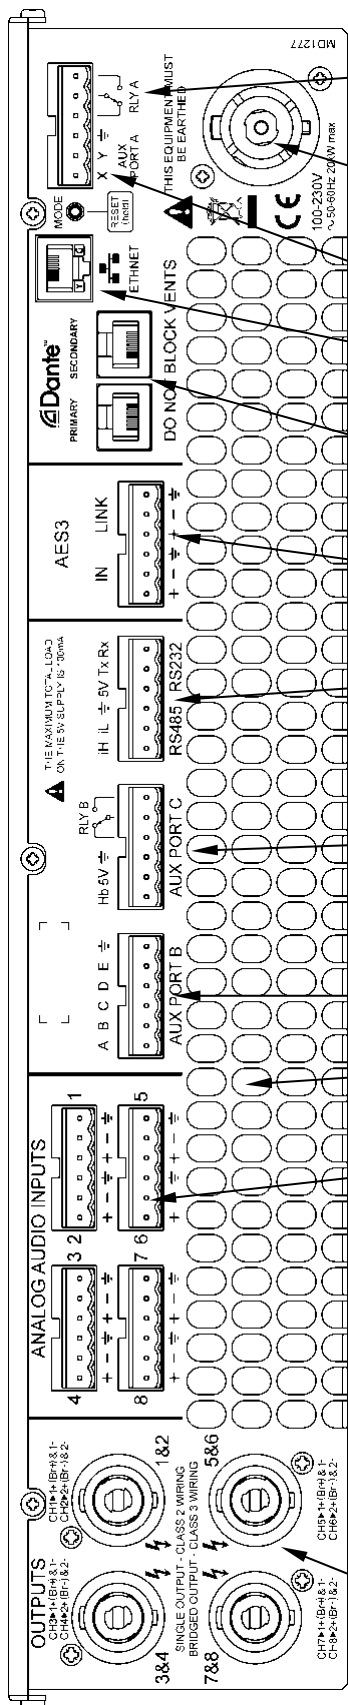 OUTPUTS
CH3▸1+(Br+)&1-
CH4▸2+(Br-)&2-
CH1▸1+(Br+)&1-
CH2▸2+(Br-)&2-
3&4
1&2
SINGLE OUTPUT - CLASS 2 WIRING
BRIDGED OUTPUT - CLASS 3 WIRING
7&8
5&6
CH7▸1+(Br+)&1-
CH8▸2+(Br-)&2-
CH5▸1+(Br+)&1-
CH6▸2+(Br-)&2-
ANALOG AUDIO INPUTS
4 3 2 1
+ - + -
+ - + -
8 7 6 5
+ - + -
+ - + -
A B C D E
AUX PORT B
RLY B
Hb 5V
AUX PORT C
THE MAXIMUM TOTAL LOAD
ON THE 5V SUPPLY IS 100mA
iH iL 5V Tx Rx
RS485 RS232
AES3
IN LINK
+ - + -
Dante™
PRIMARY SECONDARY
DO NOT BLOCK VENTS
ETHNET
Y G
MODE
RESET
(hold)
X Y
AUX
PORT A
RLY A
THIS EQUIPMENT MUST
BE EARTHED
CE
100-230V
~ 50-60Hz 20kW max
MD1277